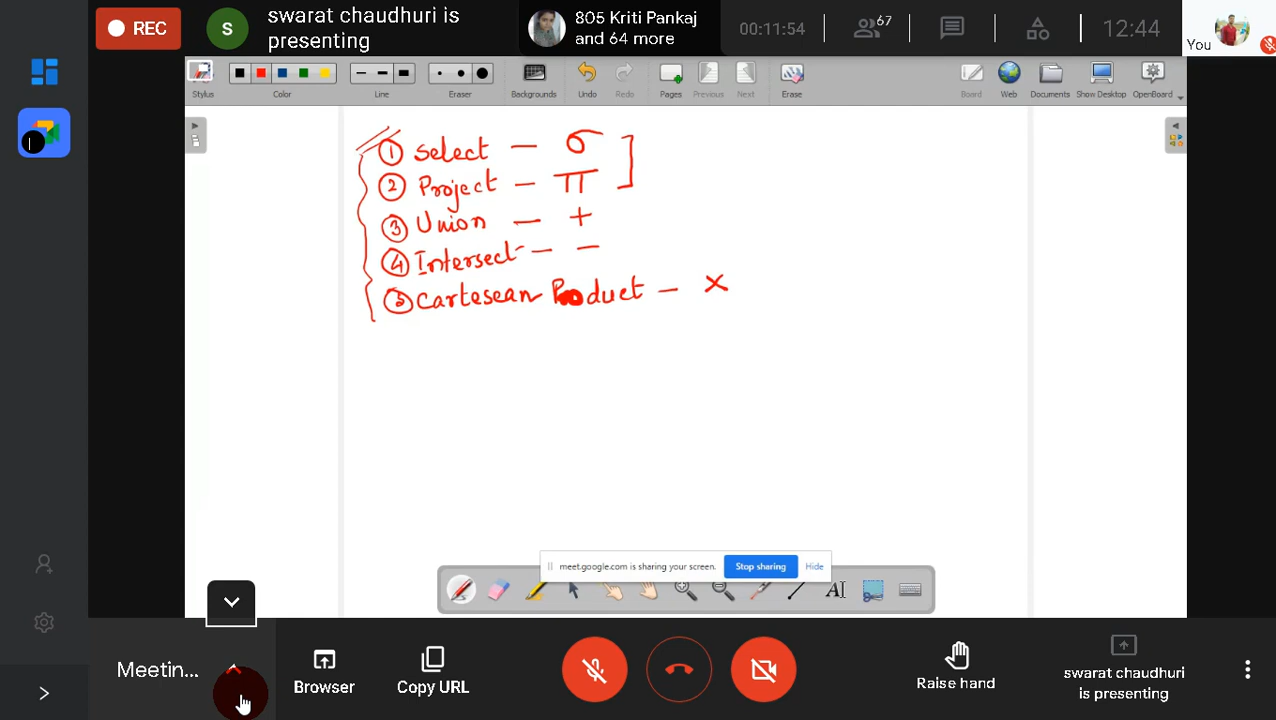 REC
S
swarat chaudhuri is
presenting
805 Kriti Pankaj
and 64 more
00:11:54
67
12:44
You
Stylus
Color
Line
Eraser
Backgrounds
Undo
Redo
Pages
Previous
Next
Erase
Board
Web
Documents
Show Desktop
OpenBoard
① Select — σ
② Project — π
③ Union — +
④ Intersect — −
⑤ Cartesean Product — ×
meet.google.com is sharing your screen.
Stop sharing
Hide
AI
Meetin...
Browser
Copy URL
Raise hand
swarat chaudhuri
is presenting